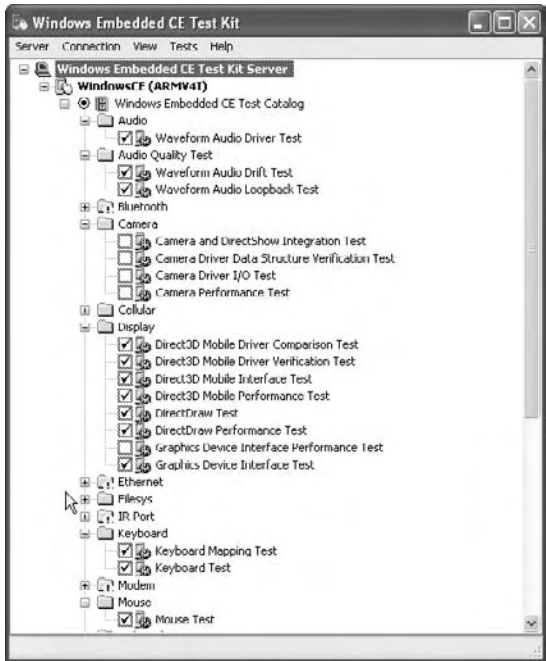 Windows Embedded CE Test Kit
Server Connection View Tests Help
Windows Embedded CE Test Kit Server
WindowsCE (ARMV4I)
Windows Embedded CE Test Catalog
Audio
Waveform Audio Driver Test
Audio Quality Test
Waveform Audio Drift Test
Waveform Audio Loopback Test
Bluetooth
Camera
Camera and DirectShow Integration Test
Camera Driver Data Structure Verification Test
Camera Driver I/O Test
Camera Performance Test
Cellular
Display
Direct3D Mobile Driver Comparison Test
Direct3D Mobile Driver Verification Test
Direct3D Mobile Interface Test
Direct3D Mobile Performance Test
DirectDraw Test
DirectDraw Performance Test
Graphics Device Interface Performance Test
Graphics Device Interface Test
Ethernet
Filesys
IR Port
Keyboard
Keyboard Mapping Test
Keyboard Test
Modem
Mouse
Mouse Test